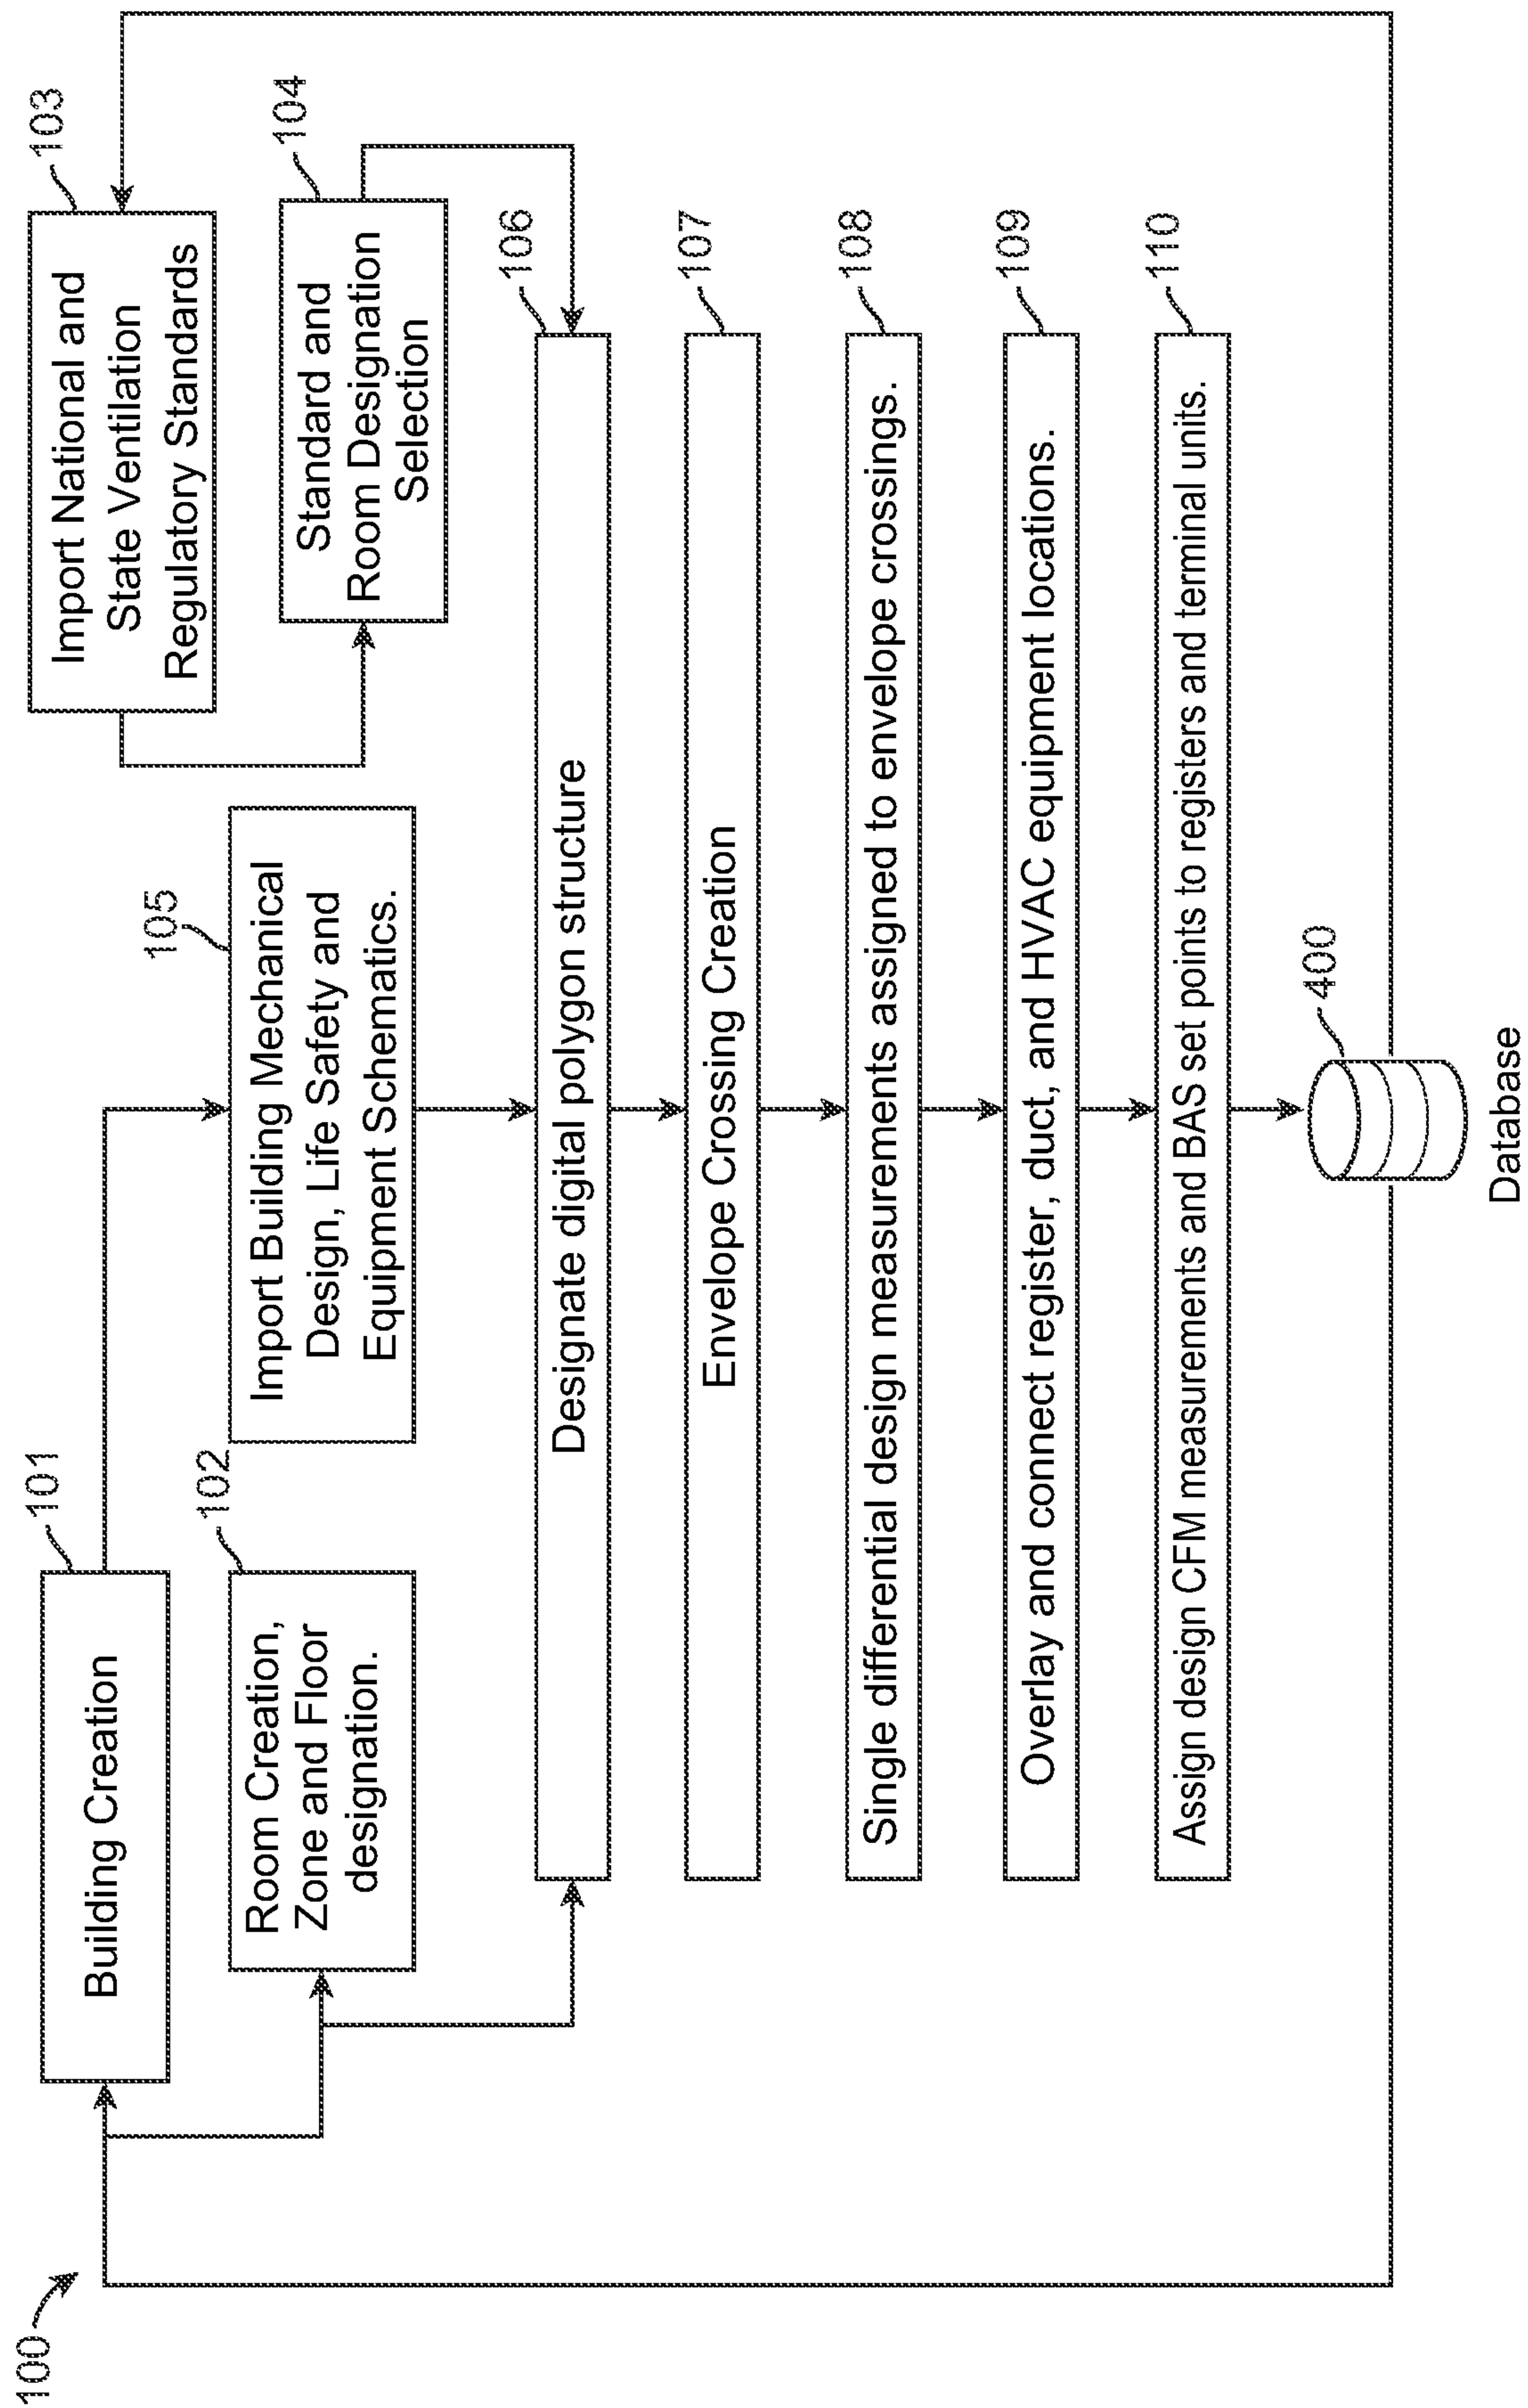 100
101
Building Creation
102
Room Creation,
Zone and Floor
designation.
105
Import Building Mechanical
Design, Life Safety and
Equipment Schematics.
103
Import National and
State Ventilation
Regulatory Standards
104
Standard and
Room Designation
Selection
106
Designate digital polygon structure
107
Envelope Crossing Creation
108
Single differential design measurements assigned to envelope crossings.
109
Overlay and connect register, duct, and HVAC equipment locations.
110
Assign design CFM measurements and BAS set points to registers and terminal units.
400
Database